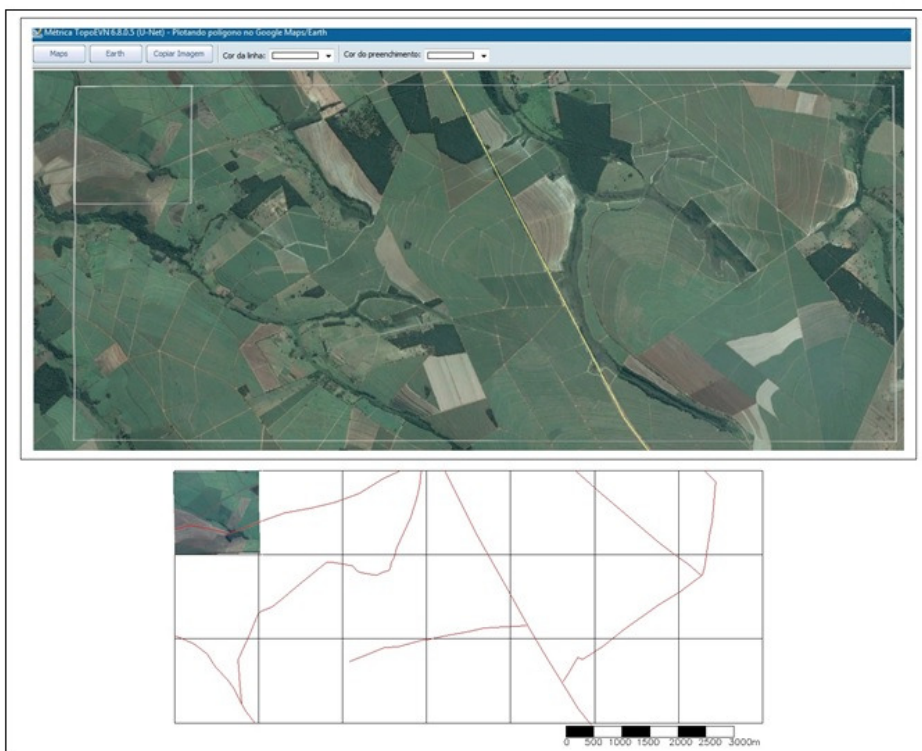 Métrica TopoEVN 6.8.0.5 (U-Net) - Plotando polígono no Google Maps/Earth
Maps Earth Copiar Imagem Cor da linha: Cor do preenchimento:
0 500 1000 1500 2000 2500 3000m